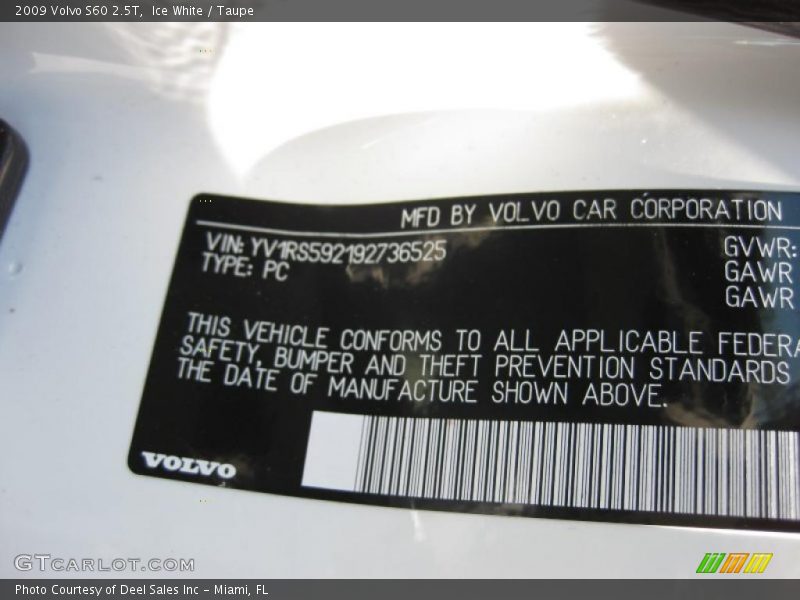 2009 Volvo S60 2.5T, Ice White / Taupe
MFD BY VOLVO CAR CORPORATION
VIN: YV1RS592192736525
TYPE: PC
GVWR:
GAWR
GAWR
THIS VEHICLE CONFORMS TO ALL APPLICABLE FEDERA
SAFETY, BUMPER AND THEFT PREVENTION STANDARDS
THE DATE OF MANUFACTURE SHOWN ABOVE.
VOLVO
GTCARLOT.COM
Photo Courtesy of Deel Sales Inc - Miami, FL